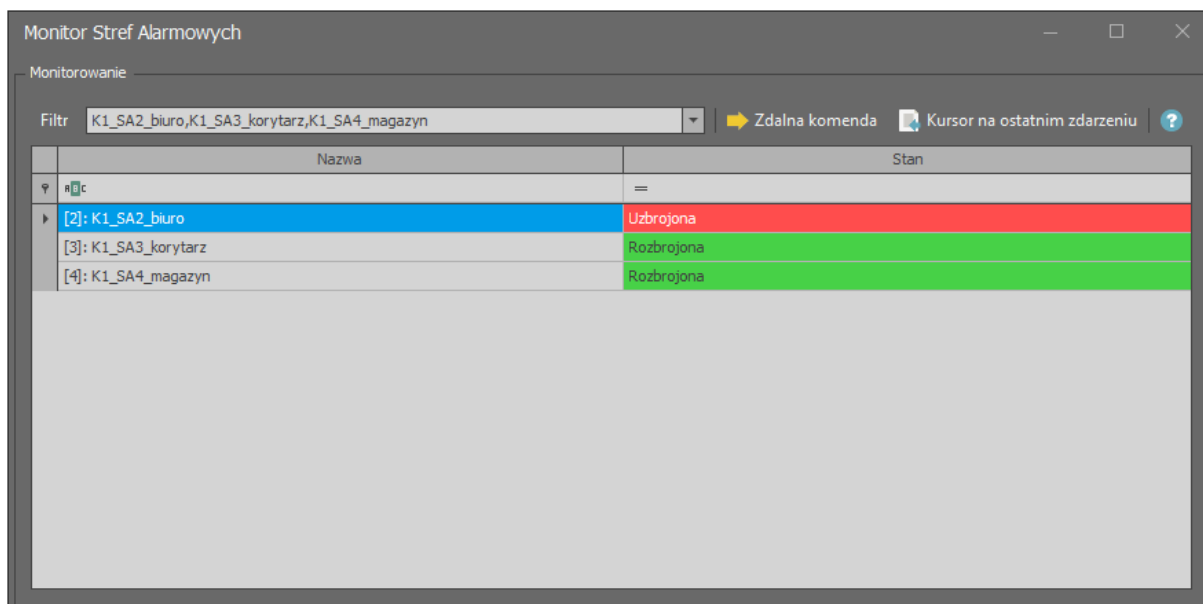 Monitor Stref Alarmowych
Monitorowanie
Filtr K1_SA2_biuro,K1_SA3_korytarz,K1_SA4_magazyn Zdalna komenda Kursor na ostatnim zdarzeniu ?
Nazwa Stan
ABC =
[2]: K1_SA2_biuro Uzbrojona
[3]: K1_SA3_korytarz Rozbrojona
[4]: K1_SA4_magazyn Rozbrojona